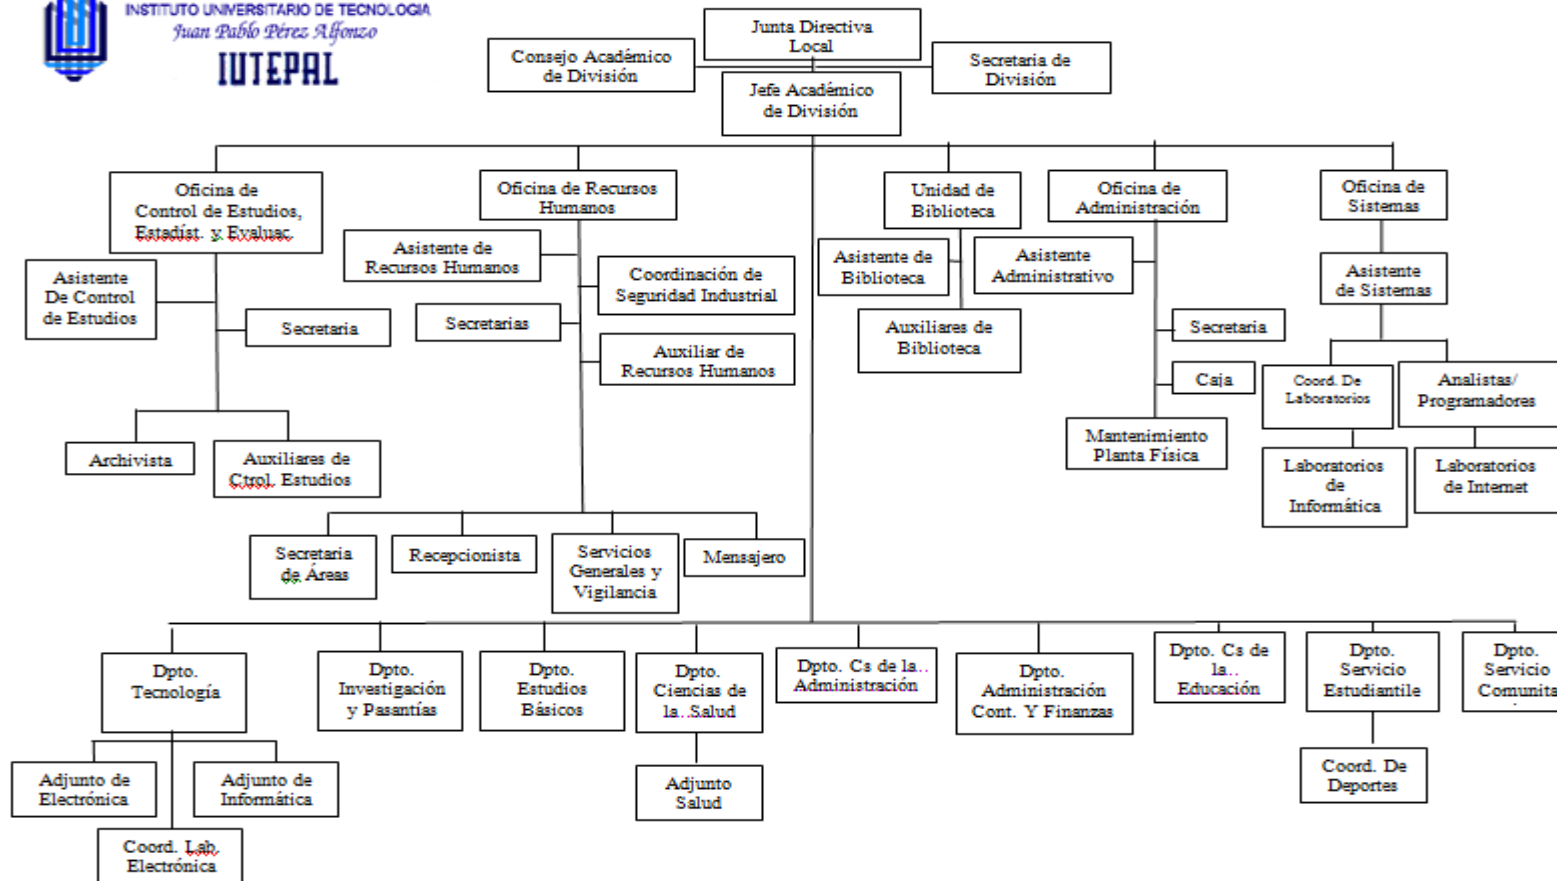 INSTITUTO UNIVERSITARIO DE TECNOLOGIA
Juan Pablo Pérez Alfonzo
IUTEPAL
Junta Directiva
Local
Consejo Académico
de División
Secretaria de
División
Jefe Académico
de División
Oficina de
Control de Estudios,
Estadíst. y Evaluac.
Oficina de Recursos
Humanos
Unidad de
Biblioteca
Oficina de
Administración
Oficina de
Sistemas
Asistente
De Control
de Estudios
Secretaria
Asistente de
Recursos Humanos
Coordinación de
Seguridad Industrial
Secretarias
Auxiliar de
Recursos Humanos
Asistente de
Biblioteca
Auxiliares de
Biblioteca
Asistente
Administrativo
Secretaria
Caja
Mantenimiento
Planta Física
Asistente
de Sistemas
Coord. De
Laboratorios
Analistas/
Programadores
Laboratorios
de
Informática
Laboratorios
de Internet
Archivista
Auxiliares de
Ctrol. Estudios
Secretaria
de Áreas
Recepcionista
Servicios
Generales y
Vigilancia
Mensajero
Dpto.
Tecnología
Dpto.
Investigación
y Pasantías
Dpto.
Estudios
Básicos
Dpto.
Ciencias de
la..Salud
Dpto. Cs de la..
Administración
Dpto.
Administración
Cont. Y Finanzas
Dpto. Cs de
la..
Educación
Dpto.
Servicio
Estudiantile
Dpto.
Servicio
Comunita
Adjunto de
Electrónica
Adjunto de
Informática
Coord. Lab.
Electrónica
Adjunto
Salud
Coord. De
Deportes